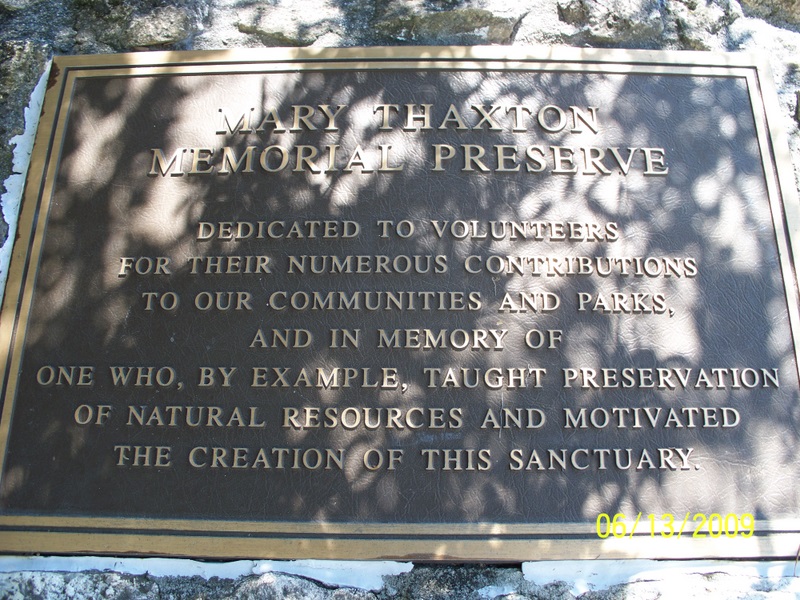 MARY THAXTON
MEMORIAL PRESERVE
DEDICATED TO VOLUNTEERS
FOR THEIR NUMEROUS CONTRIBUTIONS
TO OUR COMMUNITIES AND PARKS,
AND IN MEMORY OF
ONE WHO, BY EXAMPLE, TAUGHT PRESERVATION
OF NATURAL RESOURCES AND MOTIVATED
THE CREATION OF THIS SANCTUARY.
06/13/2009